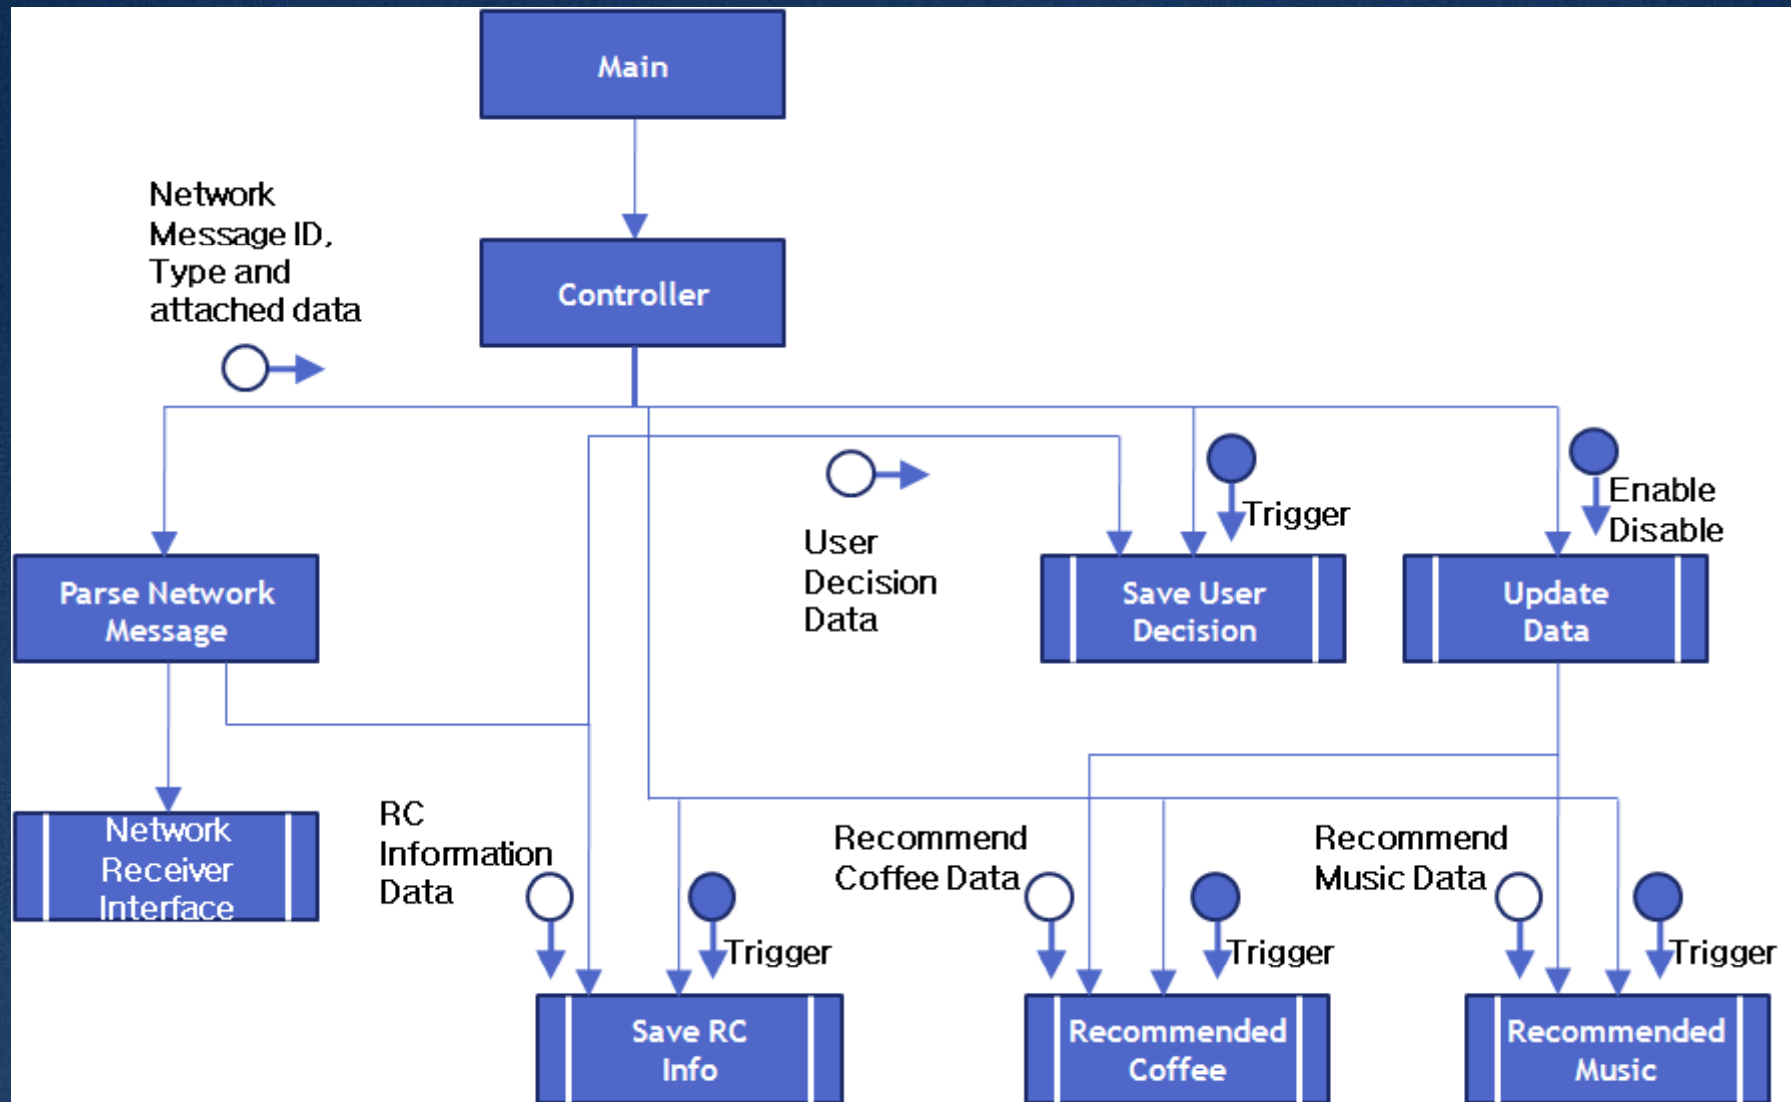 Main
Network
Message ID,
Type and
attached data
Controller
Trigger
Enable
Disable
User
Decision
Data
Parse Network
Message
Save User
Decision
Update
Data
Network
Receiver
Interface
RC
Information
Data
Trigger
Recommend
Coffee Data
Trigger
Recommend
Music Data
Trigger
Save RC
Info
Recommended
Coffee
Recommended
Music